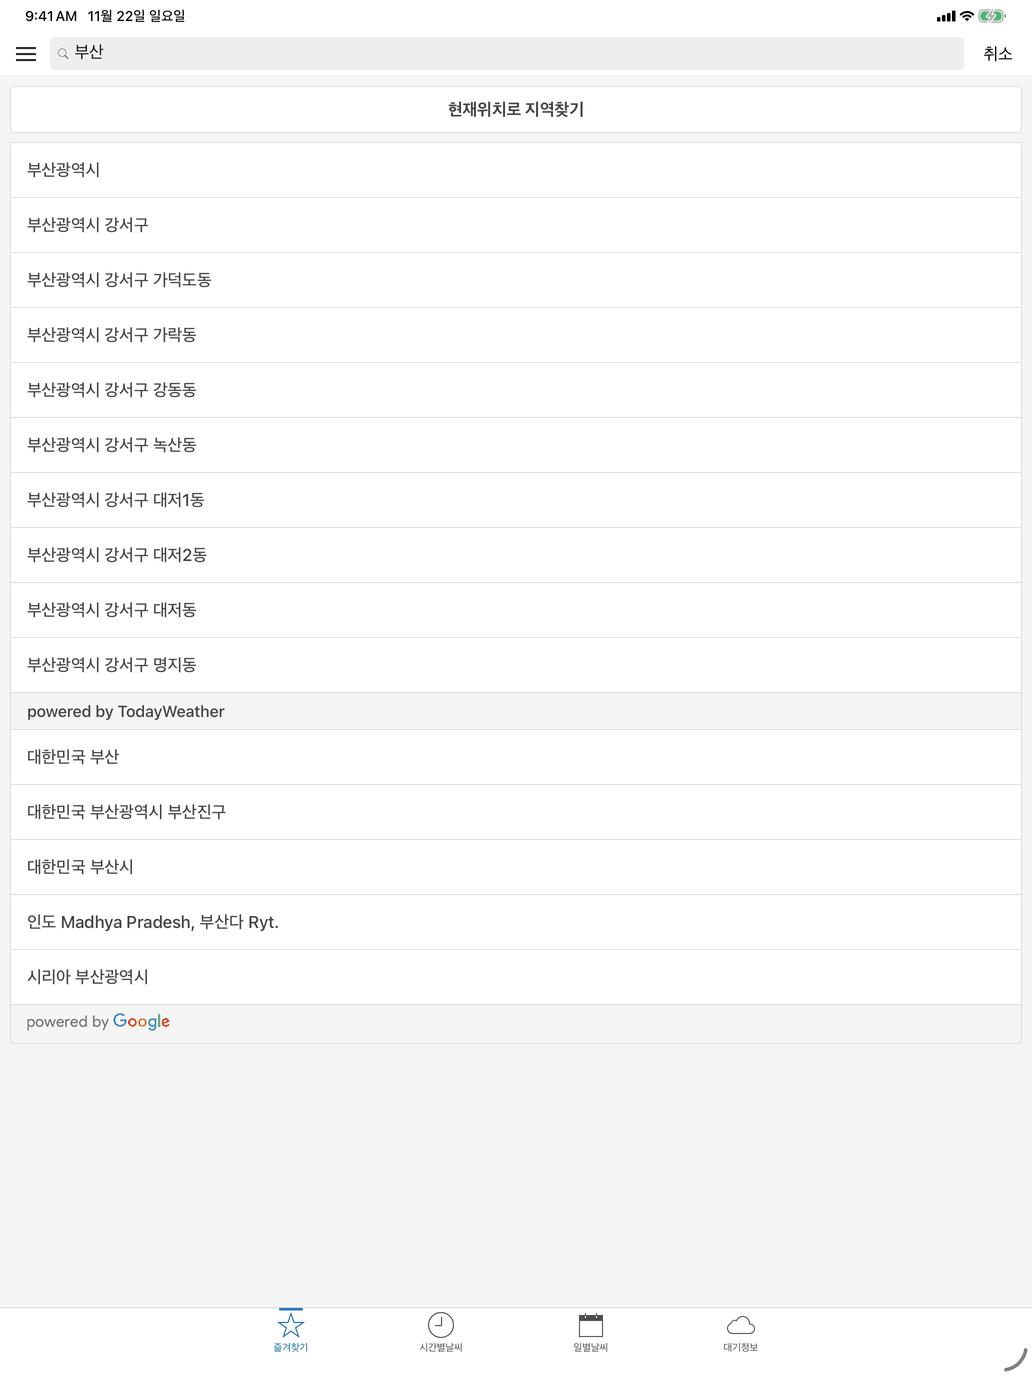 9:41 AM 11월 22일 일요일
부산
취소
현재위치로 지역찾기
부산광역시
부산광역시 강서구
부산광역시 강서구 가덕도동
부산광역시 강서구 가락동
부산광역시 강서구 강동동
부산광역시 강서구 녹산동
부산광역시 강서구 대저1동
부산광역시 강서구 대저2동
부산광역시 강서구 대저동
부산광역시 강서구 명지동
powered by TodayWeather
대한민국 부산
대한민국 부산광역시 부산진구
대한민국 부산시
인도 Madhya Pradesh, 부산다 Ryt.
시리아 부산광역시
powered by Google
즐겨찾기
시간별날씨
일별날씨
대기정보